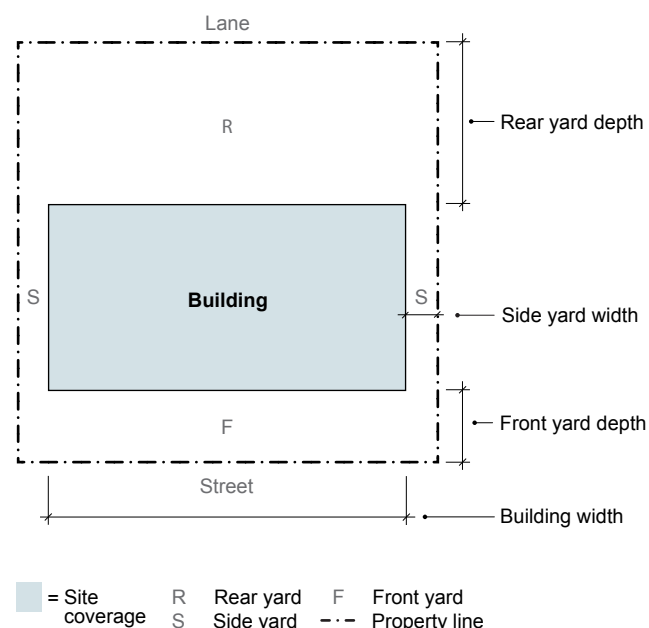 Lane
R
Rear yard depth
S
Building
S
Side yard width
F
Front yard depth
Street
Building width
= Site
coverage
R Rear yard
S Side yard
F Front yard
Property line